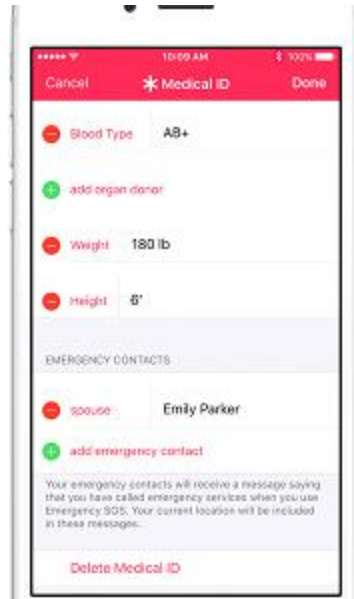 10:09 AM 100%
Cancel Medical ID Done
Blood Type AB+
add organ donor
Weight 180 lb
Height 6'
EMERGENCY CONTACTS
spouse Emily Parker
add emergency contact
Your emergency contacts will receive a message saying
that you have called emergency services when you use
Emergency SOS. Your current location will be included
in these messages.
Delete Medical ID